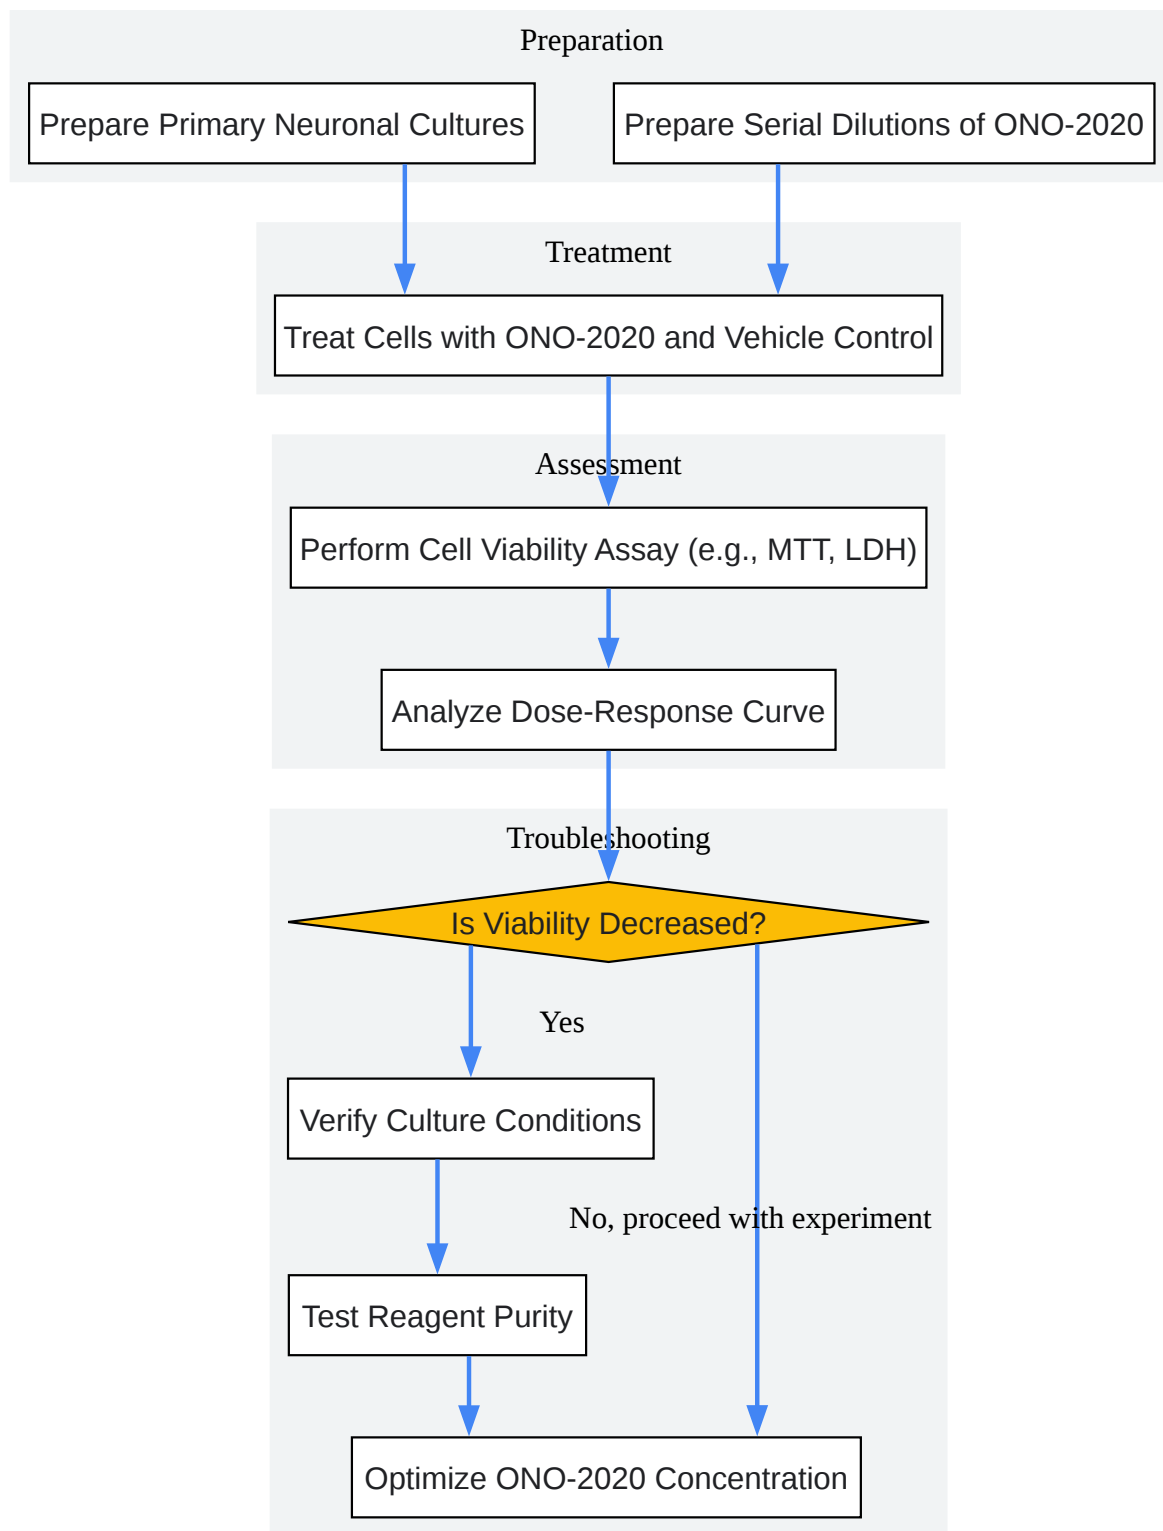 Preparation
Prepare Primary Neuronal Cultures
Prepare Serial Dilutions of ONO-2020
Treatment
Treat Cells with ONO-2020 and Vehicle Control
Assessment
Perform Cell Viability Assay (e.g., MTT, LDH)
Analyze Dose-Response Curve
Troubleshooting
Is Viability Decreased?
Yes
Verify Culture Conditions
No, proceed with experiment
Test Reagent Purity
Optimize ONO-2020 Concentration